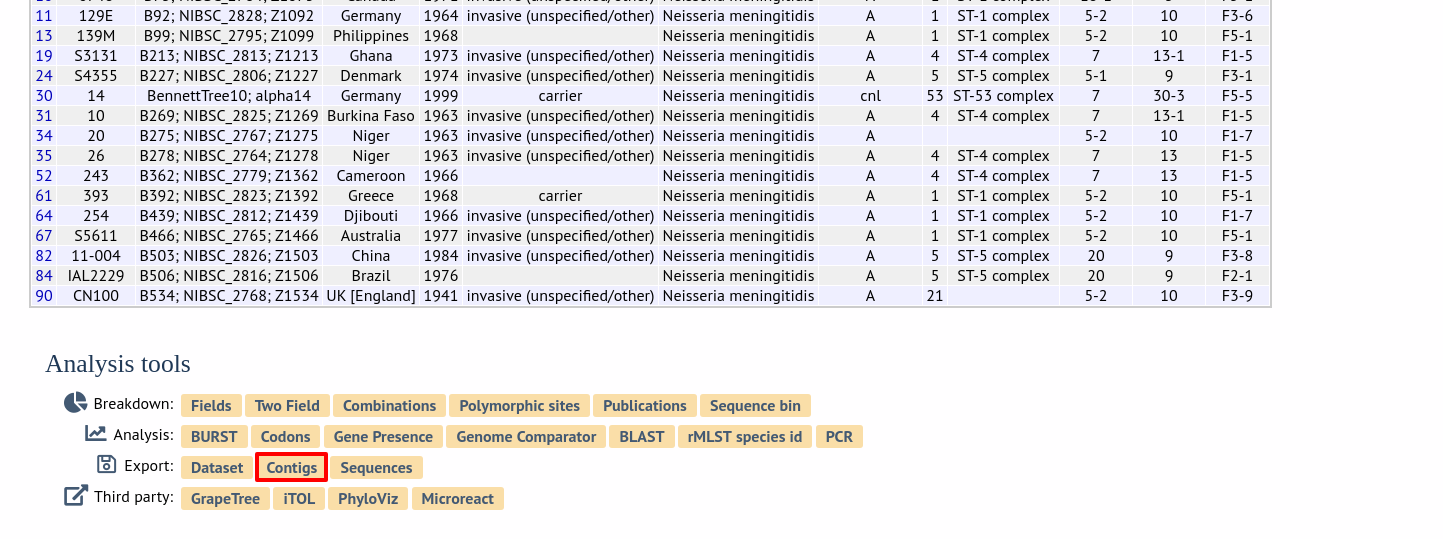 11 129E B92; NIBSC_2828; Z1092 Germany 1964 invasive (unspecified/other) Neisseria meningitidis A 1 ST-1 complex 5-2 10 F3-6
13 139M B99; NIBSC_2795; Z1099 Philippines 1968 Neisseria meningitidis A 1 ST-1 complex 5-2 10 F5-1
19 S3131 B213; NIBSC_2813; Z1213 Ghana 1973 invasive (unspecified/other) Neisseria meningitidis A 4 ST-4 complex 7 13-1 F1-5
24 S4355 B227; NIBSC_2806; Z1227 Denmark 1974 invasive (unspecified/other) Neisseria meningitidis A 5 ST-5 complex 5-1 9 F3-1
30 14 BennettTree10; alpha14 Germany 1999 carrier Neisseria meningitidis cnl 53 ST-53 complex 7 30-3 F5-5
31 10 B269; NIBSC_2825; Z1269 Burkina Faso 1963 invasive (unspecified/other) Neisseria meningitidis A 4 ST-4 complex 7 13-1 F1-5
34 20 B275; NIBSC_2767; Z1275 Niger 1963 invasive (unspecified/other) Neisseria meningitidis A 5-2 10 F1-7
35 26 B278; NIBSC_2764; Z1278 Niger 1963 invasive (unspecified/other) Neisseria meningitidis A 4 ST-4 complex 7 13 F1-5
52 243 B362; NIBSC_2779; Z1362 Cameroon 1966 Neisseria meningitidis A 4 ST-4 complex 7 13 F1-5
61 393 B392; NIBSC_2823; Z1392 Greece 1968 carrier Neisseria meningitidis A 1 ST-1 complex 5-2 10 F5-1
64 254 B439; NIBSC_2812; Z1439 Djibouti 1966 invasive (unspecified/other) Neisseria meningitidis A 1 ST-1 complex 5-2 10 F1-7
67 S5611 B466; NIBSC_2765; Z1466 Australia 1977 invasive (unspecified/other) Neisseria meningitidis A 1 ST-1 complex 5-2 10 F5-1
82 11-004 B503; NIBSC_2826; Z1503 China 1984 invasive (unspecified/other) Neisseria meningitidis A 5 ST-5 complex 20 9 F3-8
84 IAL2229 B506; NIBSC_2816; Z1506 Brazil 1976 Neisseria meningitidis A 5 ST-5 complex 20 9 F2-1
90 CN100 B534; NIBSC_2768; Z1534 UK [England] 1941 invasive (unspecified/other) Neisseria meningitidis A 21 5-2 10 F3-9
Analysis tools
Breakdown: Fields Two Field Combinations Polymorphic sites Publications Sequence bin
Analysis: BURST Codons Gene Presence Genome Comparator BLAST rMLST species id PCR
Export: Dataset Contigs Sequences
Third party: GrapeTree iTOL PhyloViz Microreact